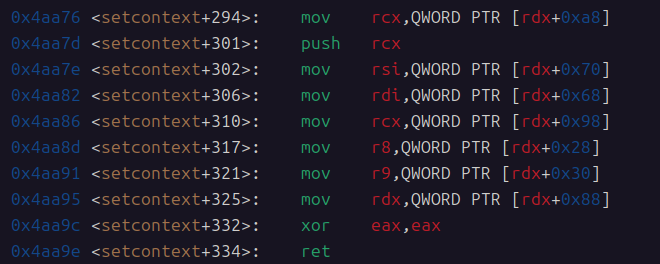 0x4aa76 <setcontext+294>: mov rcx,QWORD PTR [rdx+0xa8]
0x4aa7d <setcontext+301>: push rcx
0x4aa7e <setcontext+302>: mov rsi,QWORD PTR [rdx+0x70]
0x4aa82 <setcontext+306>: mov rdi,QWORD PTR [rdx+0x68]
0x4aa86 <setcontext+310>: mov rcx,QWORD PTR [rdx+0x98]
0x4aa8d <setcontext+317>: mov r8,QWORD PTR [rdx+0x28]
0x4aa91 <setcontext+321>: mov r9,QWORD PTR [rdx+0x30]
0x4aa95 <setcontext+325>: mov rdx,QWORD PTR [rdx+0x88]
0x4aa9c <setcontext+332>: xor eax,eax
0x4aa9e <setcontext+334>: ret